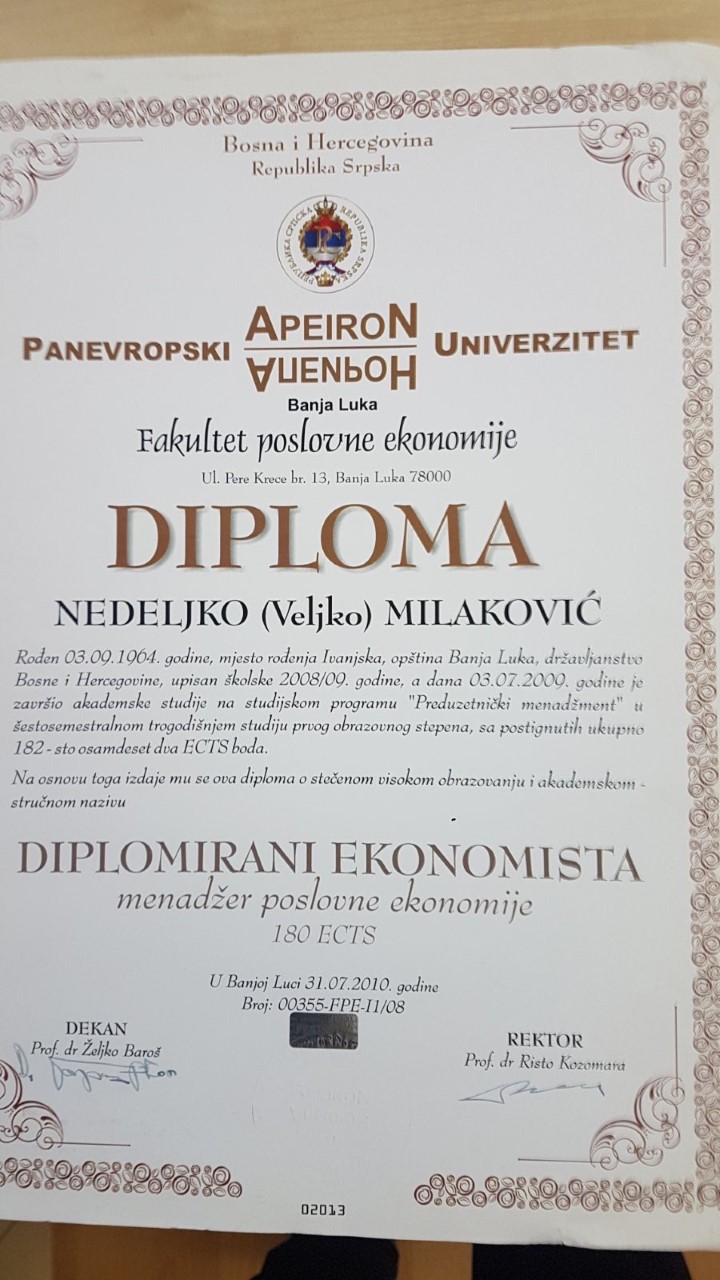 Bosna i Hercegovina
Republika Srpska
РЕПУБЛИКА СРПСКА REPUBLIKA SRPSKA
PANEVROPSKI APEIRON UNIVERZITET
Banja Luka
Fakultet poslovne ekonomije
Ul. Pere Krece br. 13, Banja Luka 78000
DIPLOMA
NEDELJKO (Veljko) MILAKOVIĆ
Rođen 03.09.1964. godine, mjesto rođenja Ivanjska, opština Banja Luka, državljanstvo
Bosne i Hercegovine, upisan školske 2008/09. godine, a dana 03.07.2009. godine je
završio akademske studije na studijskom programu "Preduzetnički menadžment" u
šestosemestralnom trogodišnjem studiju prvog obrazovnog stepena, sa postignutih ukupno
182 - sto osamdeset dva ECTS boda.
Na osnovu toga izdaje mu se ova diploma o stečenom visokom obrazovanju i akademskom -
stručnom nazivu
DIPLOMIRANI EKONOMISTA
menadžer poslovne ekonomije
180 ECTS
U Banjoj Luci 31.07.2010. godine
Broj: 00355-FPE-I1/08
DEKAN
Prof. dr Željko Baroš
REKTOR
Prof. dr Risto Kozomara
02013